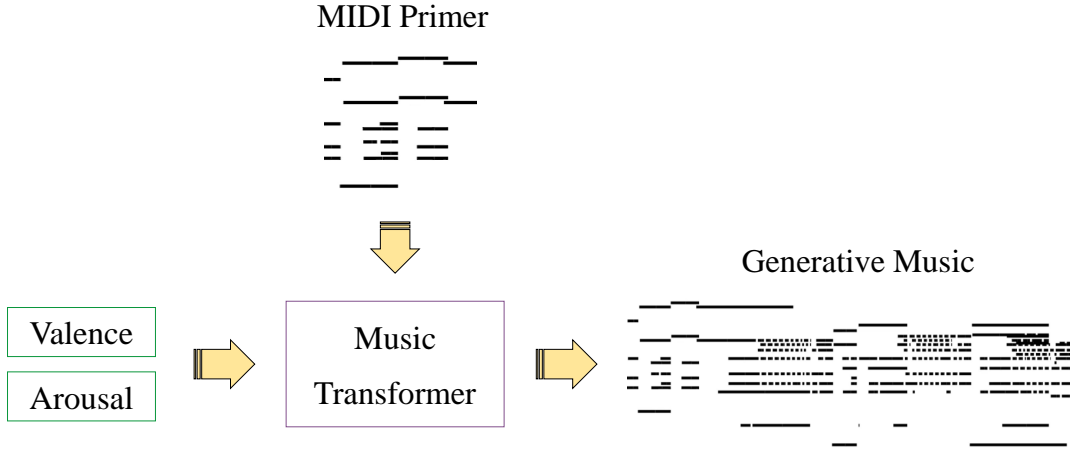 MIDI Primer
Generative Music
Valence
Arousal
Music
Transformer